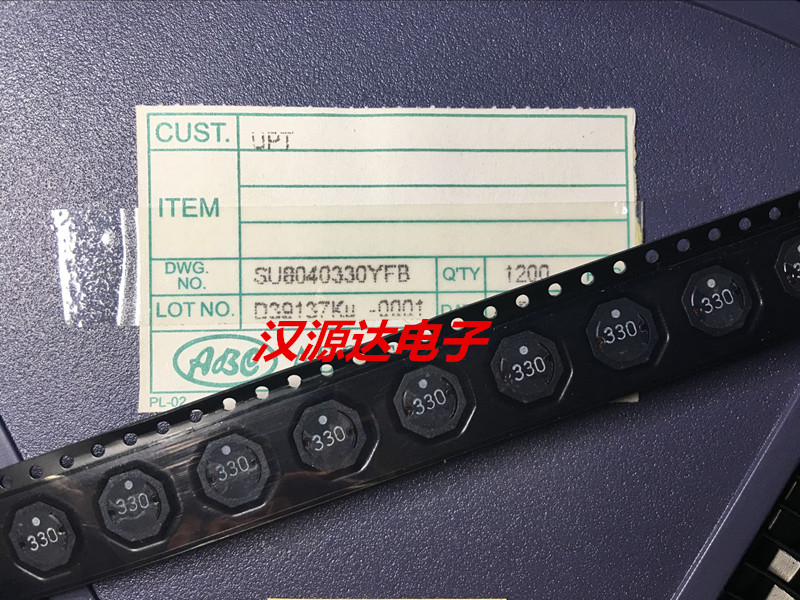 CUST. UPT
ITEM
DWG. NO. SU8040330YFB Q'TY 1200
LOT NO. D39137Ku -0001
ABC
汉源达电子
PL-02
330
330
330
330
330
330
330
330